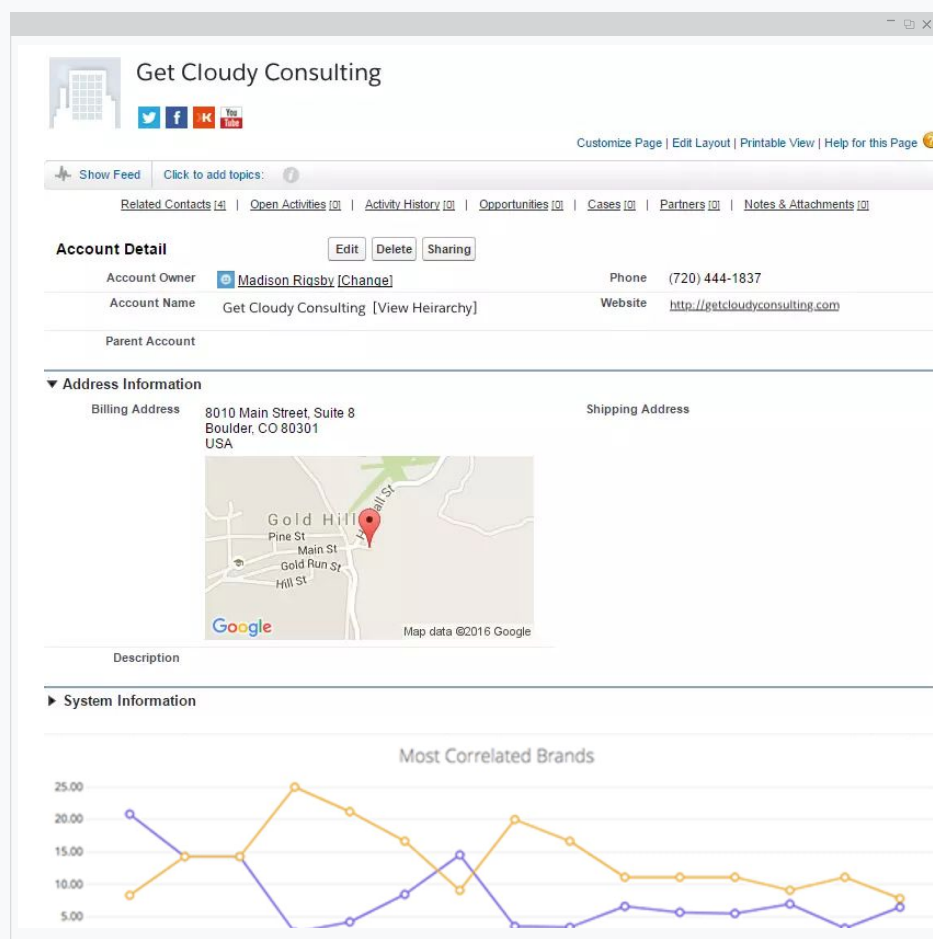 Get Cloudy Consulting
You
Tube
Customize Page | Edit Layout | Printable View | Help for this Page
Show Feed Click to add topics: i
Related Contacts [4] | Open Activities [0] | Activity History [0] | Opportunities [0] | Cases [0] | Partners [0] | Notes & Attachments [0]
Account Detail Edit Delete Sharing
Account Owner Madison Rigsby [Change] Phone (720) 444-1837
Account Name Get Cloudy Consulting [View Heirarchy] Website http://getcloudyconsulting.com
Parent Account
Address Information
Billing Address 8010 Main Street, Suite 8 Shipping Address
Boulder, CO 80301
USA
Gold Hill
Pine St
Main St
Gold Run St
Hill St
Google Map data ©2016 Google
Description
System Information
Most Correlated Brands
25.00
20.00
15.00
10.00
5.00